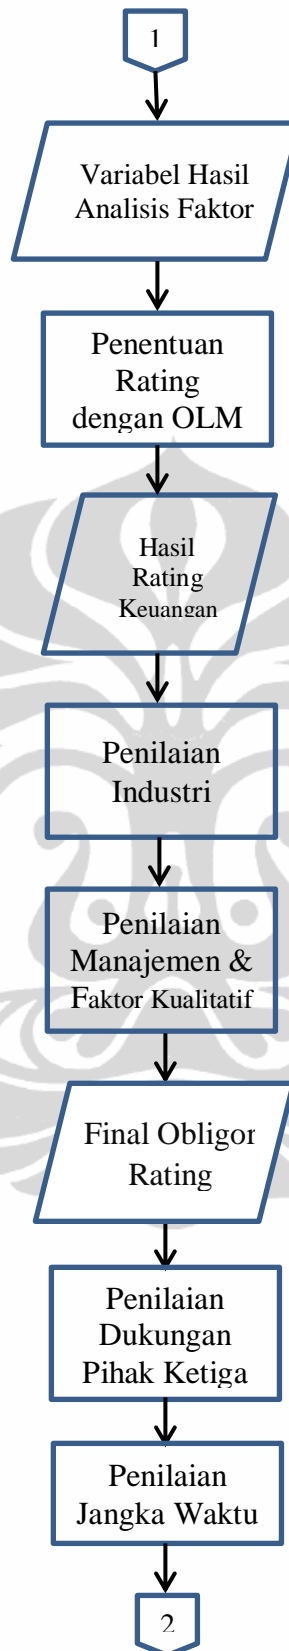 1
Variabel Hasil
Analisis Faktor
Penentuan
Rating
dengan OLM
Hasil
Rating
Keuangan
Penilaian
Industri
Penilaian
Manajemen &
Faktor Kualitatif
Final Obligor
Rating
Penilaian
Dukungan
Pihak Ketiga
Penilaian
Jangka Waktu
2